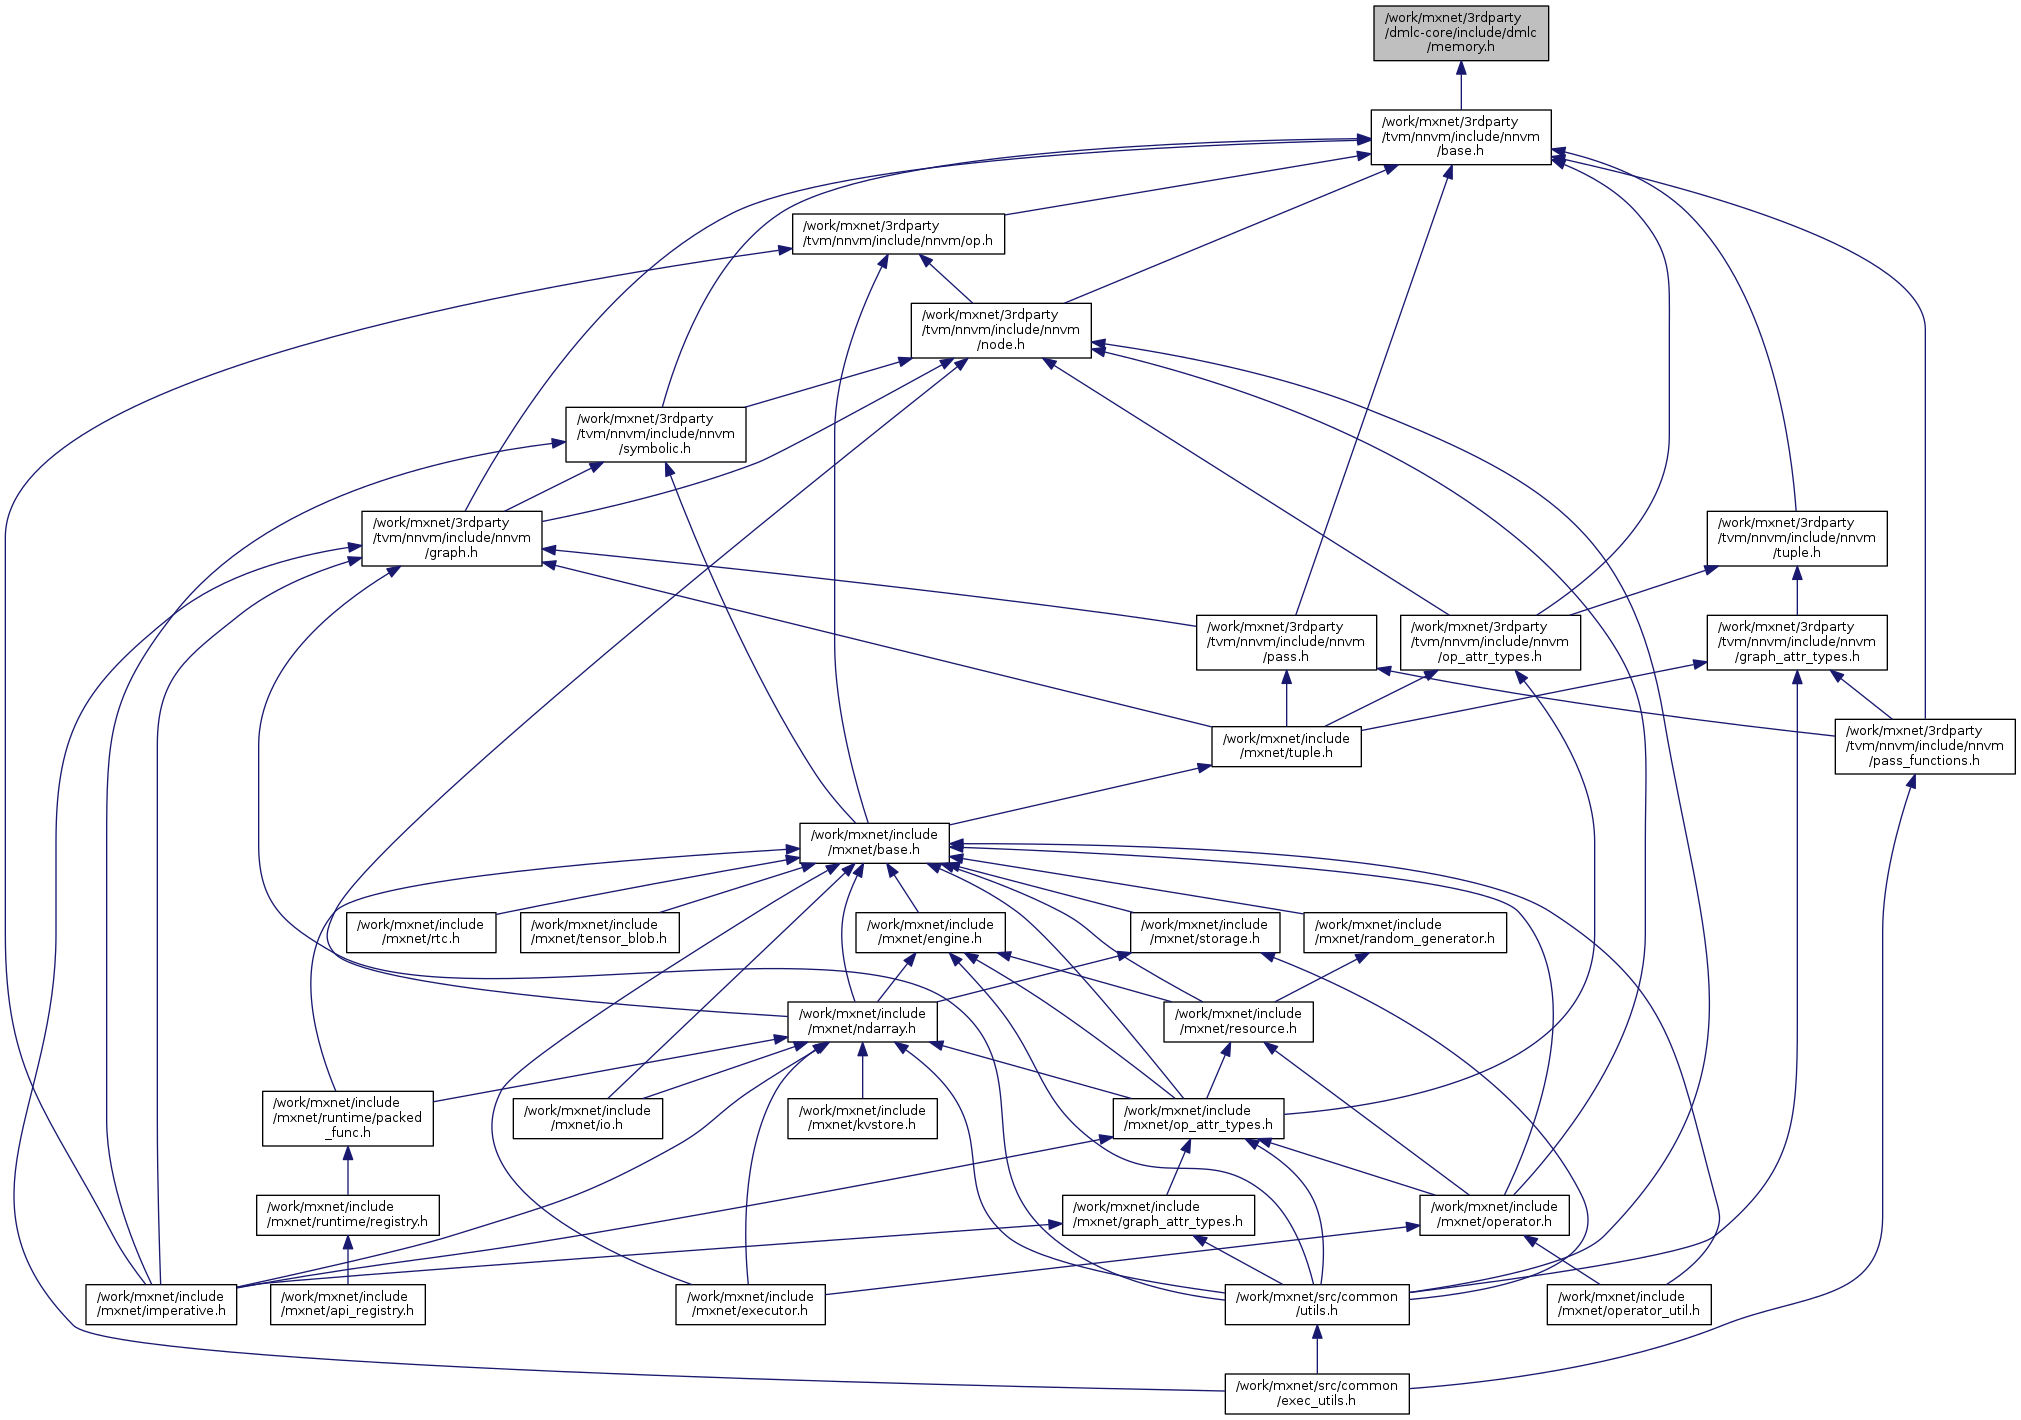 /work/mxnet/3rdparty
/dmlc-core/include/dmlc
/memory.h
/work/mxnet/3rdparty
/tvm/nnvm/include/nnvm
/base.h
/work/mxnet/3rdparty
/tvm/nnvm/include/nnvm/op.h
/work/mxnet/3rdparty
/tvm/nnvm/include/nnvm
/node.h
/work/mxnet/3rdparty
/tvm/nnvm/include/nnvm
/symbolic.h
/work/mxnet/3rdparty
/tvm/nnvm/include/nnvm
/graph.h
/work/mxnet/3rdparty
/tvm/nnvm/include/nnvm
/tuple.h
/work/mxnet/3rdparty
/tvm/nnvm/include/nnvm
/pass.h
/work/mxnet/3rdparty
/tvm/nnvm/include/nnvm
/op_attr_types.h
/work/mxnet/3rdparty
/tvm/nnvm/include/nnvm
/graph_attr_types.h
/work/mxnet/include
/mxnet/tuple.h
/work/mxnet/3rdparty
/tvm/nnvm/include/nnvm
/pass_functions.h
/work/mxnet/include
/mxnet/base.h
/work/mxnet/include
/mxnet/rtc.h
/work/mxnet/include
/mxnet/tensor_blob.h
/work/mxnet/include
/mxnet/engine.h
/work/mxnet/include
/mxnet/storage.h
/work/mxnet/include
/mxnet/random_generator.h
/work/mxnet/include
/mxnet/ndarray.h
/work/mxnet/include
/mxnet/resource.h
/work/mxnet/include
/mxnet/runtime/packed
_func.h
/work/mxnet/include
/mxnet/io.h
/work/mxnet/include
/mxnet/kvstore.h
/work/mxnet/include
/mxnet/op_attr_types.h
/work/mxnet/include
/mxnet/runtime/registry.h
/work/mxnet/include
/mxnet/graph_attr_types.h
/work/mxnet/include
/mxnet/operator.h
/work/mxnet/include
/mxnet/imperative.h
/work/mxnet/include
/mxnet/api_registry.h
/work/mxnet/include
/mxnet/executor.h
/work/mxnet/src/common
/utils.h
/work/mxnet/include
/mxnet/operator_util.h
/work/mxnet/src/common
/exec_utils.h